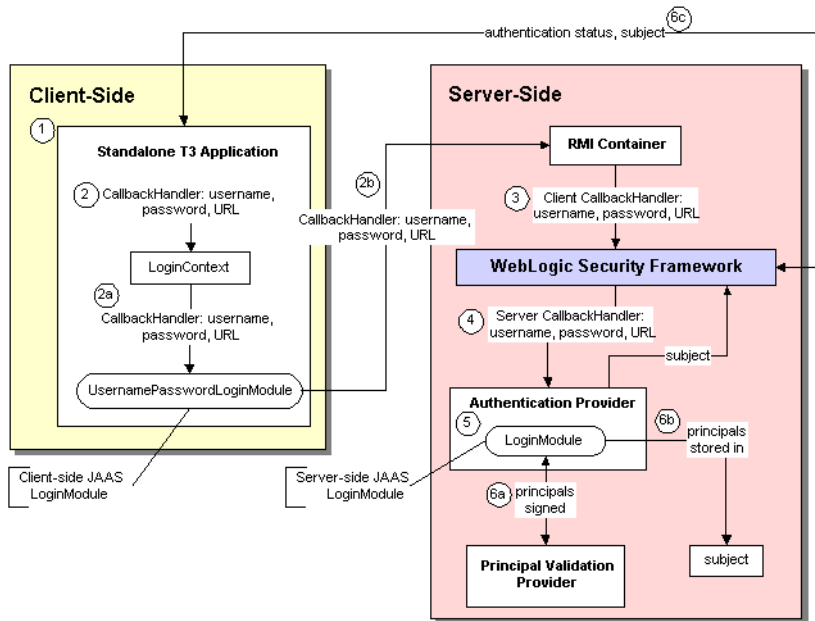 6c
authentication status, subject
Client-Side
1
Standalone T3 Application
2
CallbackHandler: username,
password, URL
LoginContext
2a
CallbackHandler: username,
password, URL
UsernamePasswordLoginModule
Client-side JAAS
LoginModule
2b
CallbackHandler: username,
password, URL
Server-Side
RMI Container
3
Client CallbackHandler:
username, password, URL
WebLogic Security Framework
4
Server CallbackHandler:
username, password, URL
subject
Authentication Provider
5
LoginModule
6b
principals
stored in
Server-side JAAS
LoginModule
6a
principals
signed
Principal Validation
Provider
subject